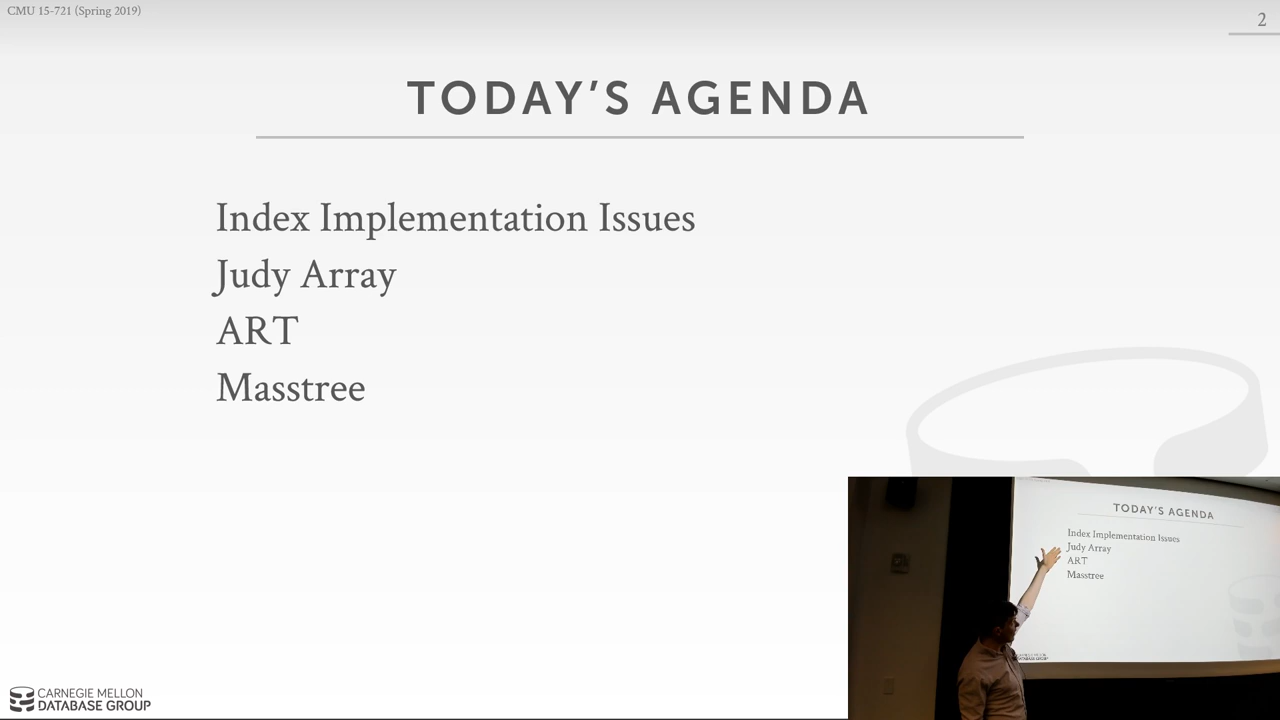 CMU 15-721 (Spring 2019)
2
TODAY'S AGENDA
Index Implementation Issues
Judy Array
ART
Masstree
TODAY'S AGENDA
Index Implementation Issues
Judy Array
ART
Masstree
CARNEGIE MELLON
DATABASE GROUP